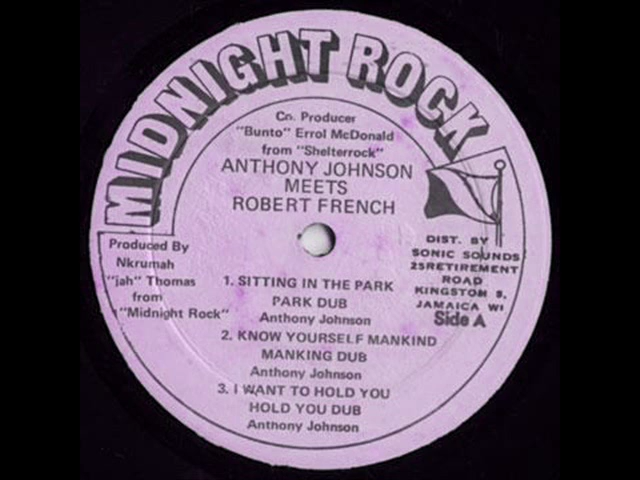 MIDNIGHT ROCK
Co. Producer
"Bunto" Errol McDonald
from "Shelterrock"
ANTHONY JOHNSON
MEETS
ROBERT FRENCH
Produced By
Nkrumah
"jah" Thomas
from
"Midnight Rock"
DIST. BY
SONIC SOUNDS
25RETIREMENT
ROAD
KINGSTON 5,
JAMAICA WI
Side A
1. SITTING IN THE PARK
PARK DUB
Anthony Johnson
2. KNOW YOURSELF MANKIND
MANKING DUB
Anthony Johnson
3. I WANT TO HOLD YOU
HOLD YOU DUB
Anthony Johnson